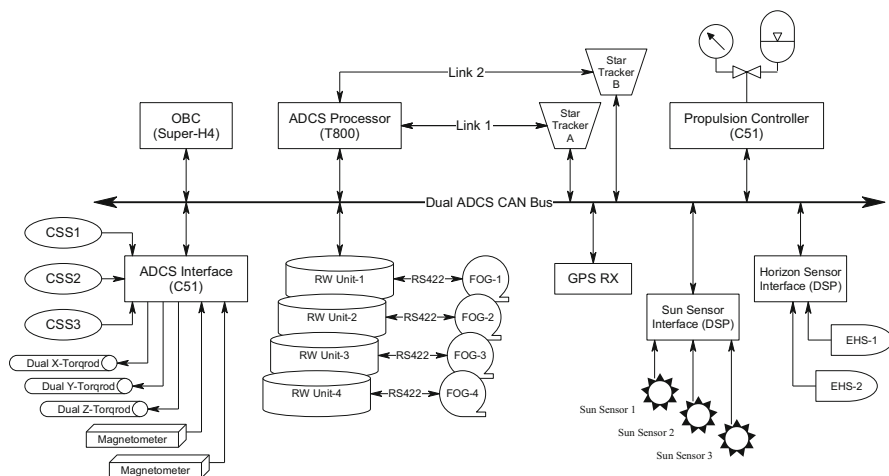 Link 2
Star
Tracker
B
OBC
(Super-H4)
ADCS Processor
(T800)
Link 1
Star
Tracker
A
Propulsion Controller
(C51)
Dual ADCS CAN Bus
CSS1
CSS2
CSS3
ADCS Interface
(C51)
RW Unit-1
RS422
FOG-1
RW Unit-2
RS422
FOG-2
RW Unit-3
RS422
FOG-3
RW Unit-4
RS422
FOG-4
GPS RX
Sun Sensor
Interface (DSP)
Horizon Sensor
Interface (DSP)
EHS-1
EHS-2
Dual X-Torqrod
Dual Y-Torqrod
Dual Z-Torqrod
Magnetometer
Magnetometer
Sun Sensor 1
Sun Sensor 2
Sun Sensor 3